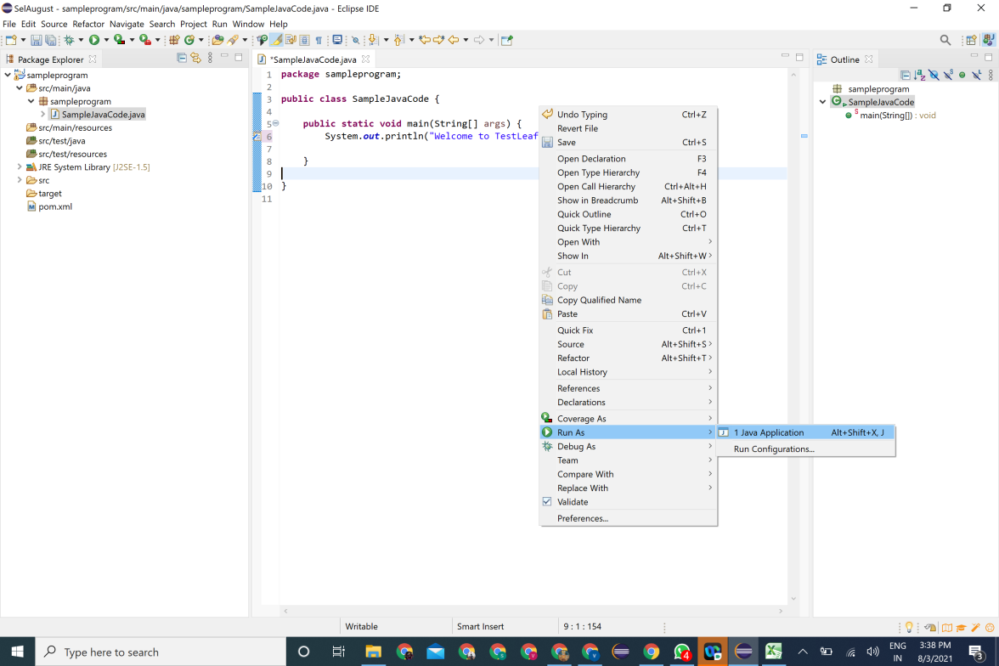 SelAugust - sampleprogram/src/main/java/sampleprogram/SampleJavaCode.java - Eclipse IDE
File Edit Source Refactor Navigate Search Project Run Window Help
Package Explorer
sampleprogram
src/main/java
sampleprogram
SampleJavaCode.java
src/main/resources
src/test/java
src/test/resources
JRE System Library [J2SE-1.5]
src
target
pom.xml
*SampleJavaCode.java
1 package sampleprogram;
2
3 public class SampleJavaCode {
4
5 public static void main(String[] args) {
6 System.out.println("Welcome to TestLeaf
7
8 }
9
10 }
11
Undo Typing Ctrl+Z
Revert File
Save Ctrl+S
Open Declaration F3
Open Type Hierarchy F4
Open Call Hierarchy Ctrl+Alt+H
Show in Breadcrumb Alt+Shift+B
Quick Outline Ctrl+O
Quick Type Hierarchy Ctrl+T
Open With
Show In Alt+Shift+W
Cut Ctrl+X
Copy Ctrl+C
Copy Qualified Name
Paste Ctrl+V
Quick Fix Ctrl+1
Source Alt+Shift+S
Refactor Alt+Shift+T
Local History
References
Declarations
Coverage As
Run As
Debug As
Team
Compare With
Replace With
Validate
Preferences...
1 Java Application Alt+Shift+X, J
Run Configurations...
Outline
sampleprogram
SampleJavaCode
main(String[]) : void
Writable Smart Insert 9 : 1 : 154
Type here to search
4
ENG
IN
3:38 PM
8/3/2021
3